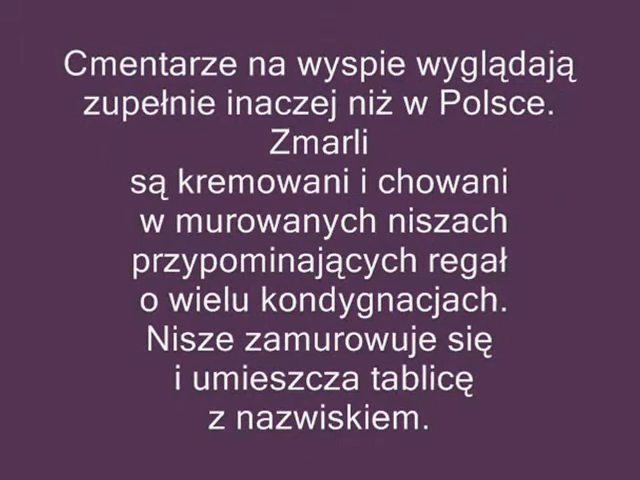 Cmentarze na wyspie wyglądają
zupełnie inaczej niż w Polsce.
Zmarli
są kremowani i chowani
w murowanych niszach
przypominających regał
o wielu kondygnacjach.
Nisze zamurowuje się
i umieszcza tablicę
z nazwiskiem.